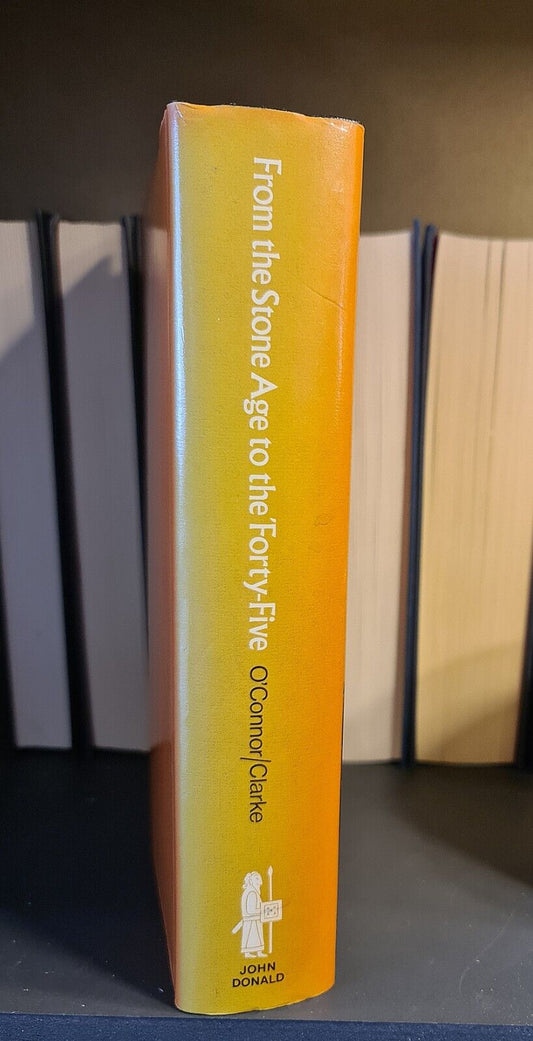 From the Stone Age to the 'Forty-Five O'Connor/Clarke
JOHN
DONALD